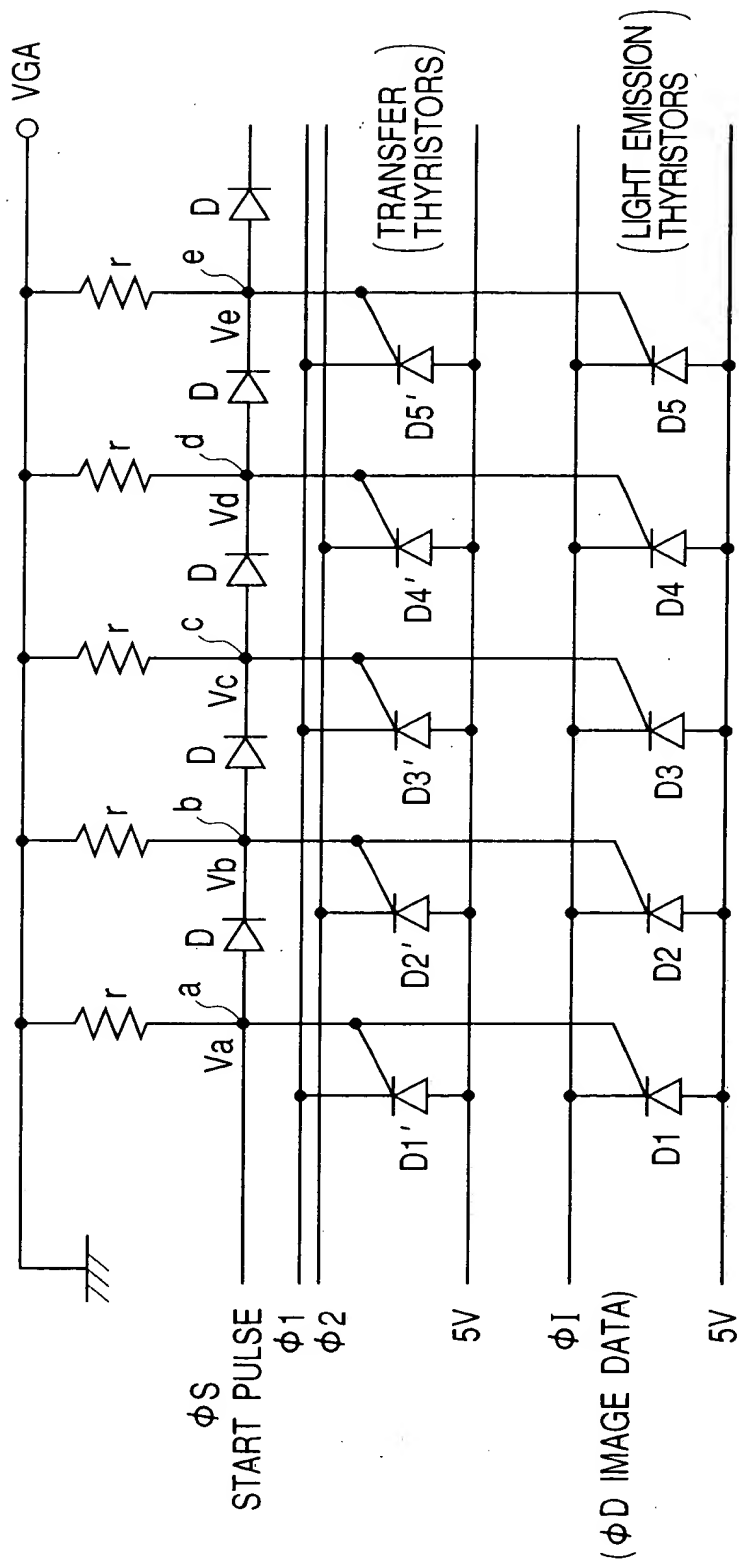 VGA
r r r r r
a b c d e
Va Vb Vc Vd Ve
D D D D D
φS
START PULSE
φ1
φ2
D1' D2' D3' D4' D5'
(TRANSFER
THYRISTORS)
5V
φI
(φD IMAGE DATA)
D1 D2 D3 D4 D5
(LIGHT EMISSION
THYRISTORS)
5V